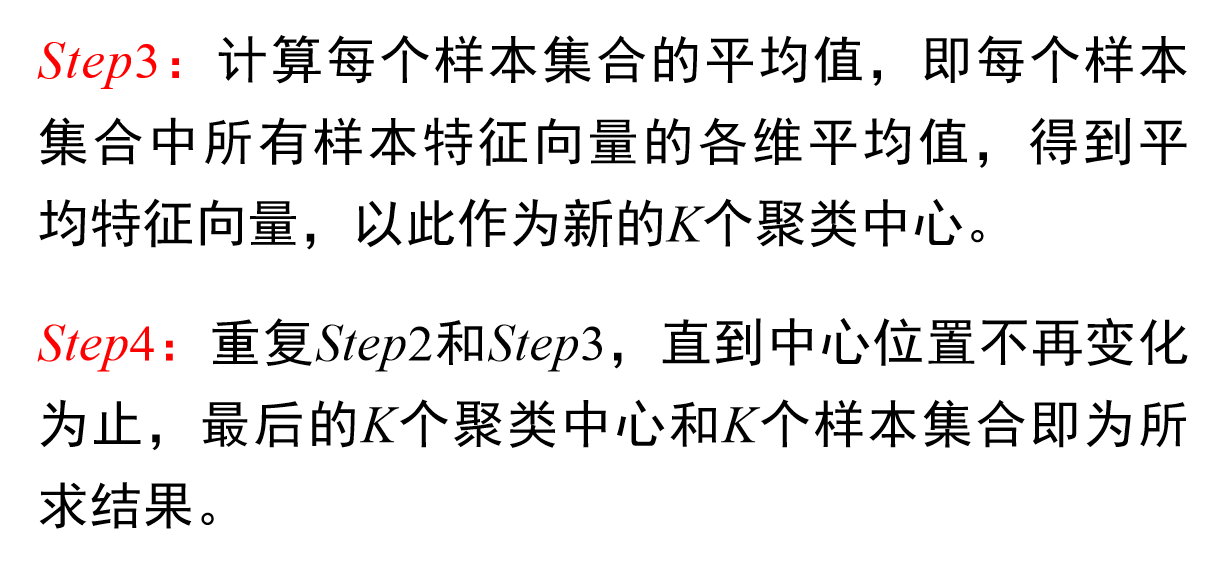 Step3：计算每个样本集合的平均值，即每个样本
集合中所有样本特征向量的各维平均值，得到平
均特征向量，以此作为新的K个聚类中心。
Step4：重复Step2和Step3，直到中心位置不再变化
为止，最后的K个聚类中心和K个样本集合即为所
求结果。